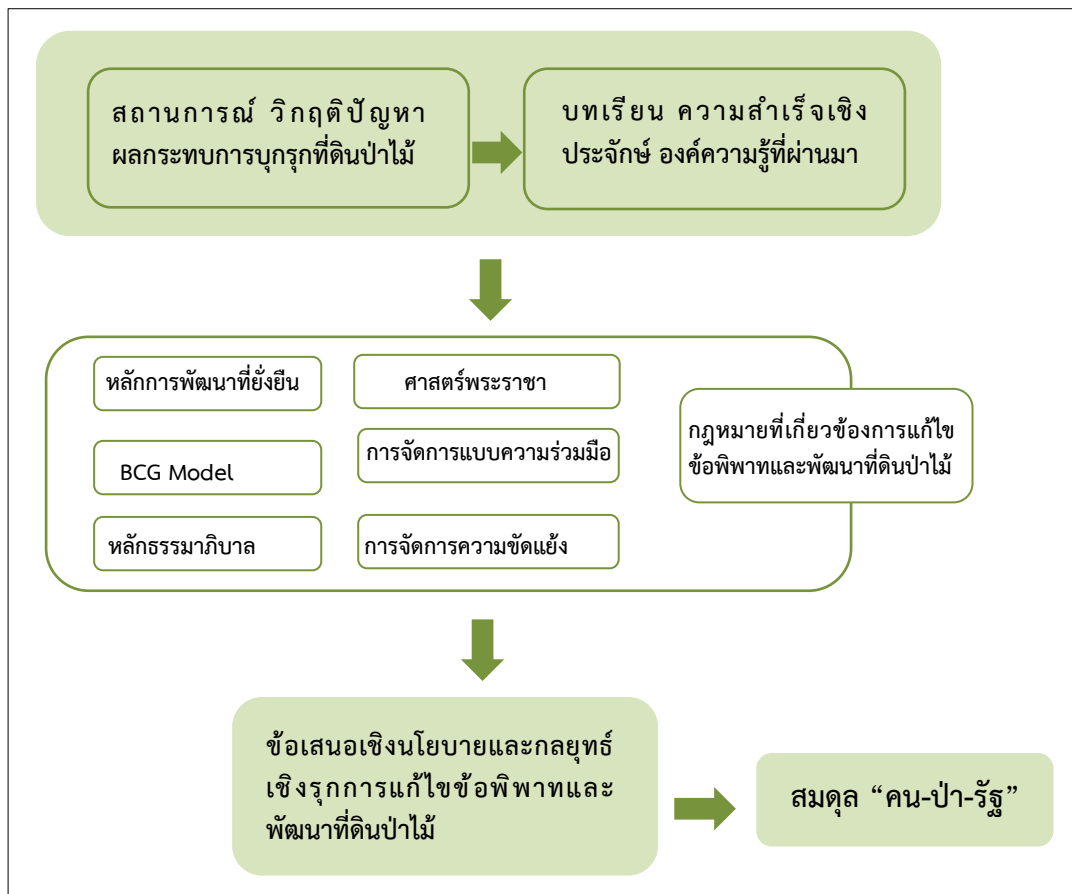 สถานการณ์ วิกฤติปัญหา
ผลกระทบการบุกรุกที่ดินป่าไม้
บทเรียน ความสำเร็จเชิง
ประจักษ์ องค์ความรู้ที่ผ่านมา
หลักการพัฒนาที่ยั่งยืน
ศาสตร์พระราชา
BCG Model
การจัดการแบบความร่วมมือ
หลักธรรมาภิบาล
การจัดการความขัดแย้ง
กฎหมายที่เกี่ยวข้องการแก้ไข
ข้อพิพาทและพัฒนาที่ดินป่าไม้
ข้อเสนอเชิงนโยบายและกลยุทธ์
เชิงรุกการแก้ไขข้อพิพาทและ
พัฒนาที่ดินป่าไม้
สมดุล “คน-ป่า-รัฐ”